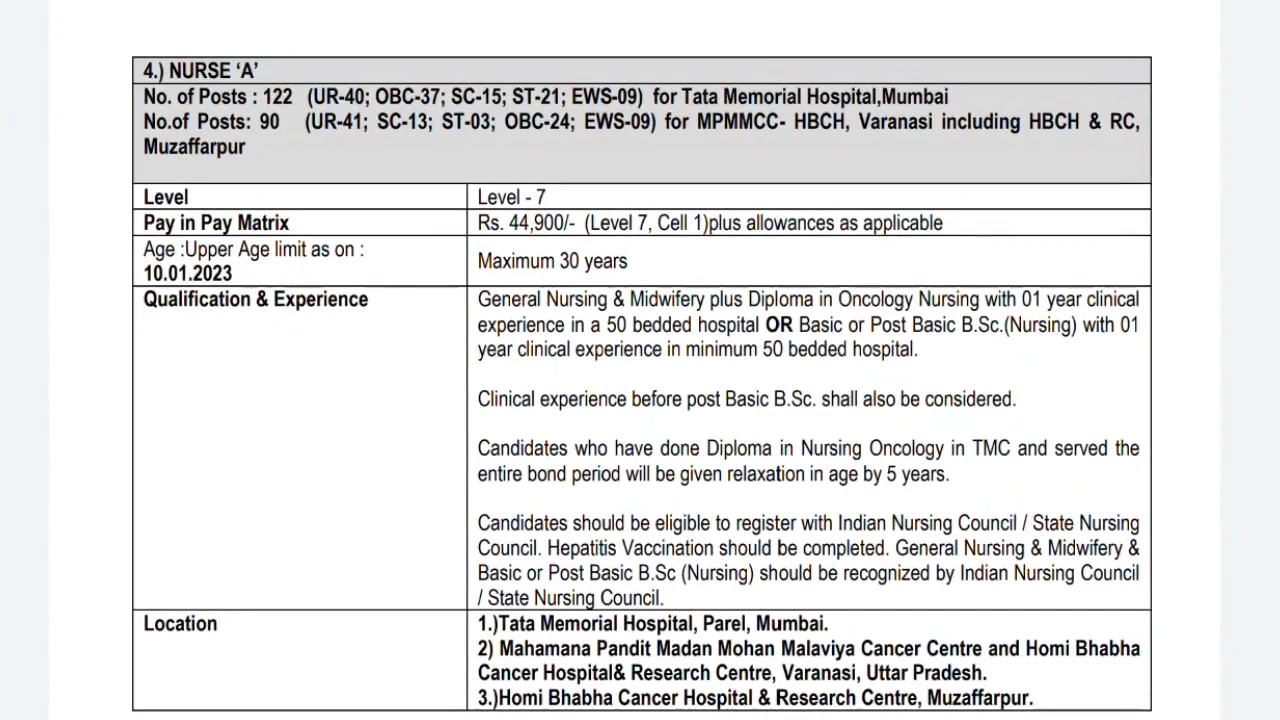 4.) NURSE ‘A’
No. of Posts : 122 (UR-40; OBC-37; SC-15; ST-21; EWS-09) for Tata Memorial Hospital,Mumbai
No.of Posts: 90 (UR-41; SC-13; ST-03; OBC-24; EWS-09) for MPMMCC- HBCH, Varanasi including HBCH & RC,
Muzaffarpur
Level
Level - 7
Pay in Pay Matrix
Rs. 44,900/- (Level 7, Cell 1)plus allowances as applicable
Age :Upper Age limit as on :
10.01.2023
Maximum 30 years
Qualification & Experience
General Nursing & Midwifery plus Diploma in Oncology Nursing with 01 year clinical
experience in a 50 bedded hospital OR Basic or Post Basic B.Sc.(Nursing) with 01
year clinical experience in minimum 50 bedded hospital.
Clinical experience before post Basic B.Sc. shall also be considered.
Candidates who have done Diploma in Nursing Oncology in TMC and served the
entire bond period will be given relaxation in age by 5 years.
Candidates should be eligible to register with Indian Nursing Council / State Nursing
Council. Hepatitis Vaccination should be completed. General Nursing & Midwifery &
Basic or Post Basic B.Sc (Nursing) should be recognized by Indian Nursing Council
/ State Nursing Council.
Location
1.)Tata Memorial Hospital, Parel, Mumbai.
2) Mahamana Pandit Madan Mohan Malaviya Cancer Centre and Homi Bhabha
Cancer Hospital& Research Centre, Varanasi, Uttar Pradesh.
3.)Homi Bhabha Cancer Hospital & Research Centre, Muzaffarpur.